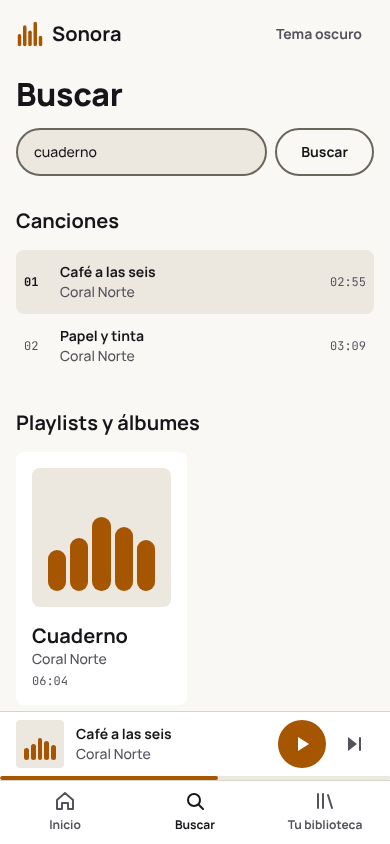 Sonora
Tema oscuro
Buscar
cuaderno
Buscar
Canciones
01 Café a las seis 02:55
Coral Norte
02 Papel y tinta 03:09
Coral Norte
Playlists y álbumes
Cuaderno
Coral Norte
06:04
Café a las seis
Coral Norte
Inicio Buscar Tu biblioteca